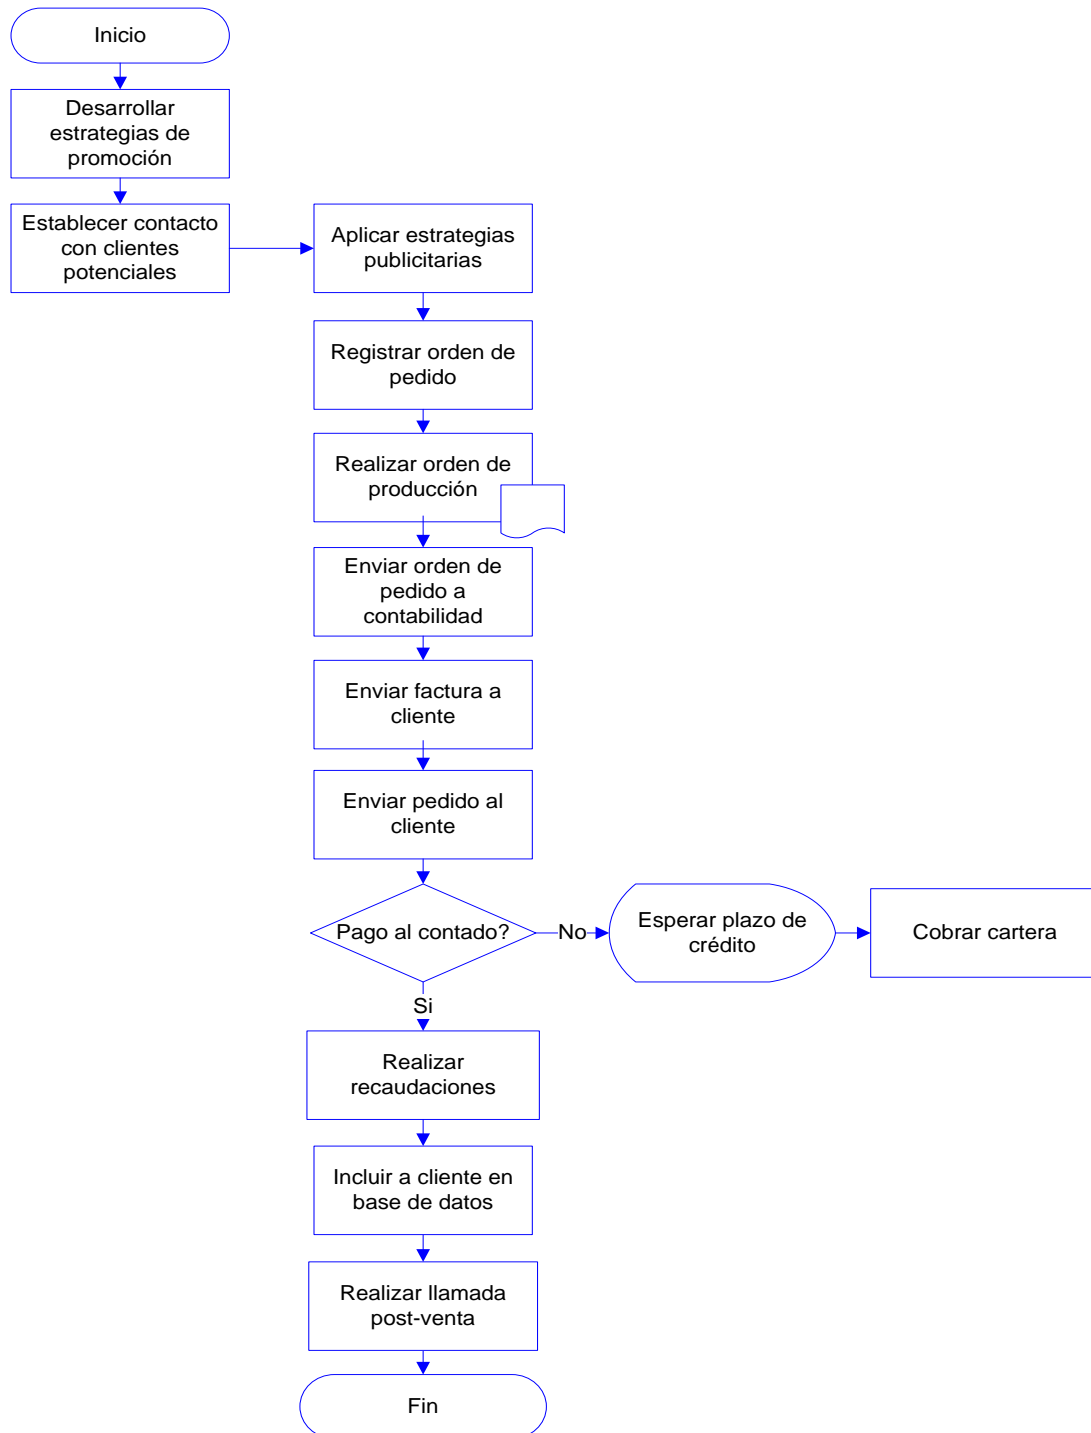 Inicio
Desarrollar
estrategias de
promoción
Establecer contacto
con clientes
potenciales
Aplicar estrategias
publicitarias
Registrar orden de
pedido
Realizar orden de
producción
Enviar orden de
pedido a
contabilidad
Enviar factura a
cliente
Enviar pedido al
cliente
Pago al contado?
No
Esperar plazo de
crédito
Cobrar cartera
Si
Realizar
recaudaciones
Incluir a cliente en
base de datos
Realizar llamada
post-venta
Fin